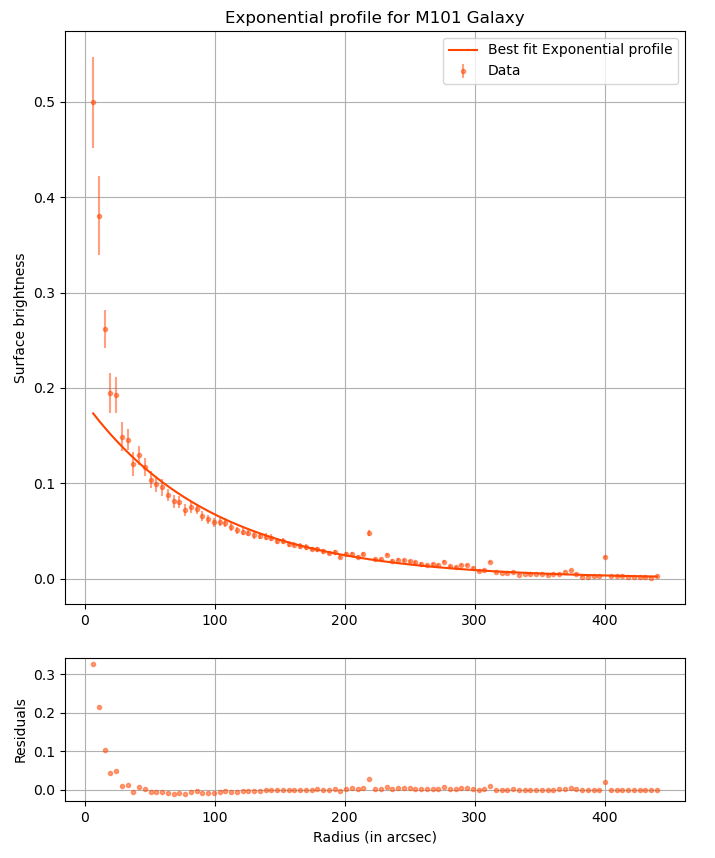 Exponential profile for M101 Galaxy
Best fit Exponential profile
Data
Surface brightness
0.5
0.4
0.3
0.2
0.1
0.0
0 100 200 300 400
Residuals
0.3
0.2
0.1
0.0
0 100 200 300 400
Radius (in arcsec)